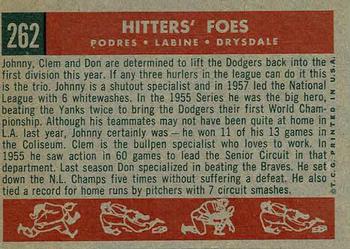 262
HITTERS' FOES
PODRES • LABINE • DRYSDALE
Johnny, Clem and Don are determined to lift the Dodgers back into the
first division this year. If any three hurlers in the league can do it this
is the trio. Johnny is a shutout specialist and in 1957 led the National
League with 6 whitewashes. In the 1955 Series he was the big hero,
beating the Yanks twice to bring the Dodgers their first World Champi-
onship. Although his teammates may not have been quite at home in
L.A. last year, Johnny certainly was — he won 11 of his 13 games in
the Coliseum. Clem is the bullpen specialist who loves to work. In
1955 he saw action in 60 games to lead the Senior Circuit in that
department. Last season Don specialized in beating the Braves. He set
down the N.L. Champs five times without suffering a defeat. He also
tied a record for home runs by pitchers with 7 circuit smashes.
© T.C.G. PRINTED IN U.S.A.